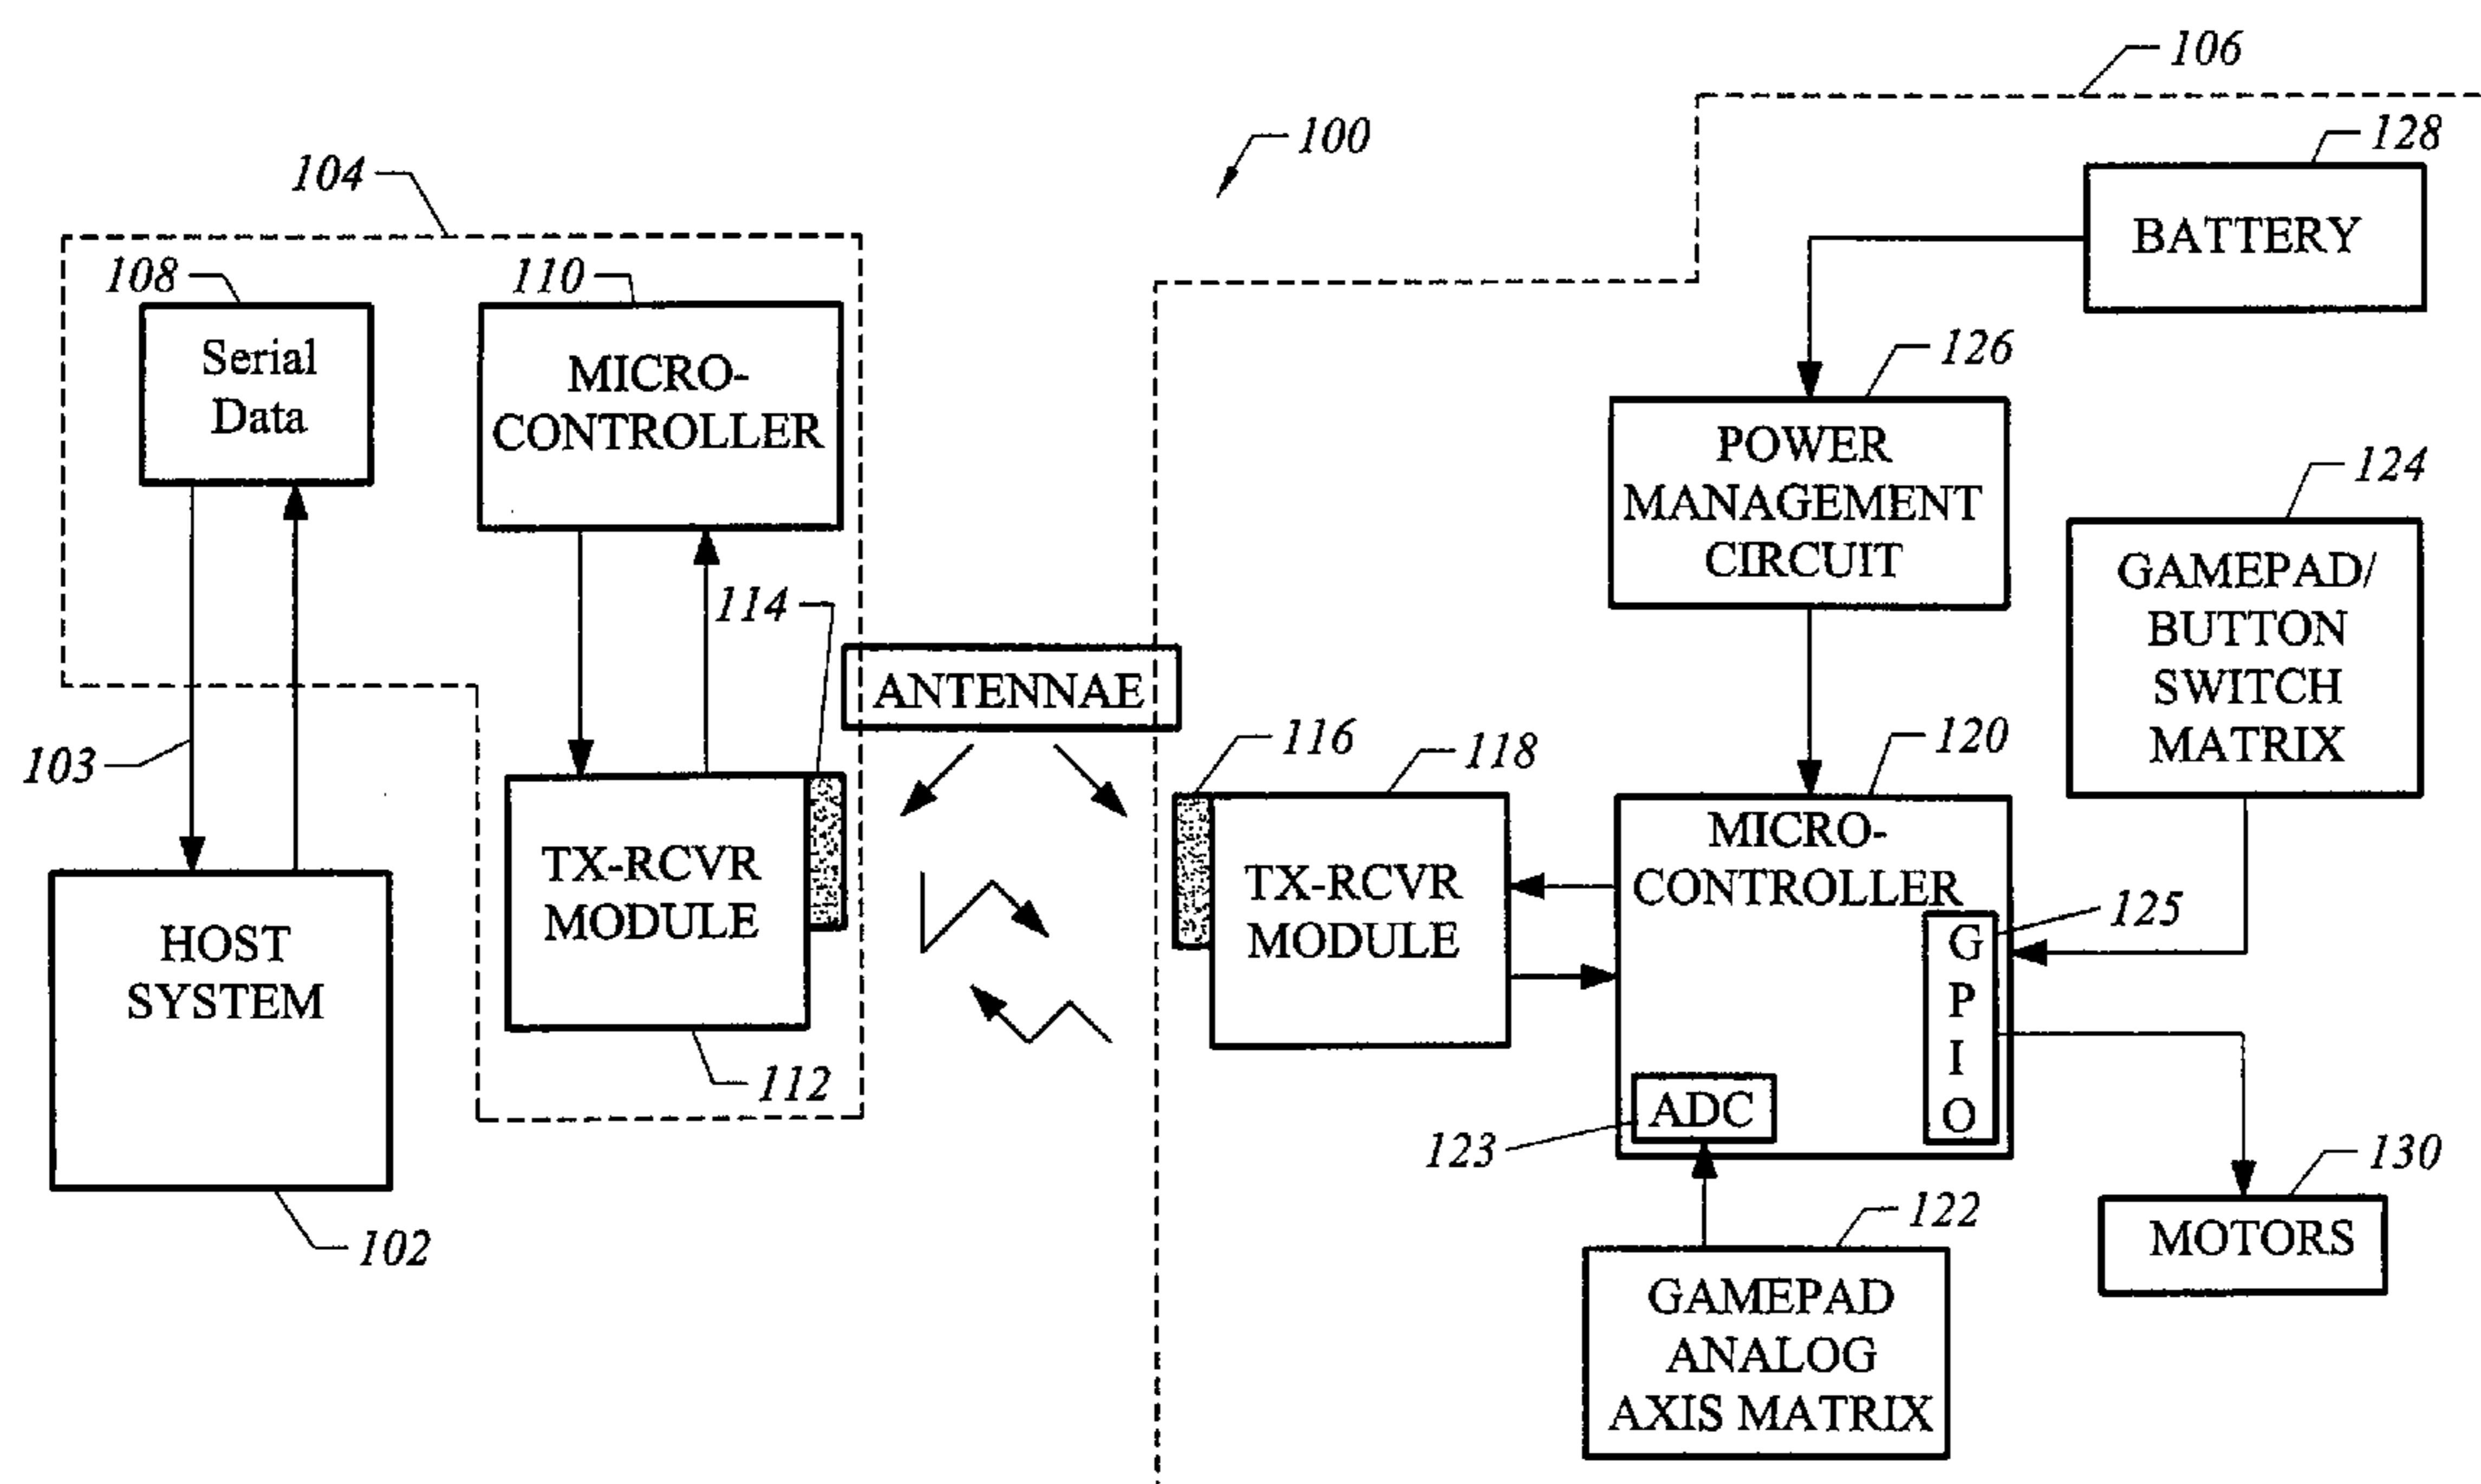 106
100
128
104
BATTERY
108
110
126
Serial
Data
MICRO-
CONTROLLER
POWER
MANAGEMENT
CIRCUIT
124
GAMEPAD/
BUTTON
SWITCH
MATRIX
114
ANTENNAE
103
116
118
120
TX-RCVR
MODULE
TX-RCVR
MODULE
MICRO-
CONTROLLER
125
G
P
I
O
HOST
SYSTEM
112
ADC
123
130
102
122
MOTORS
GAMEPAD
ANALOG
AXIS MATRIX